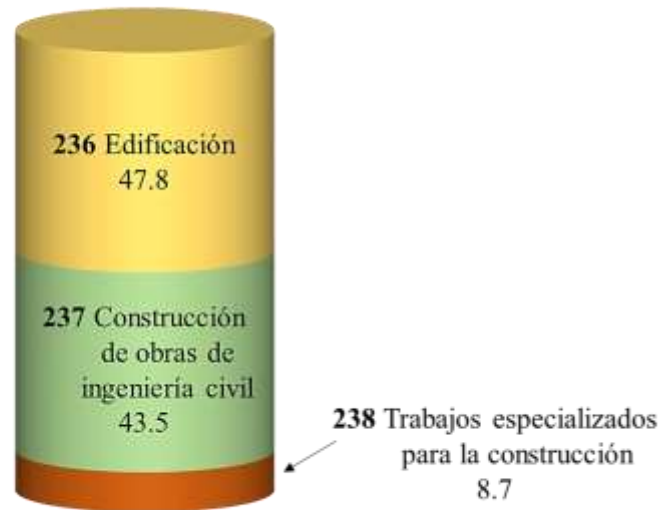 236 Edificación
47.8
237 Construcción
de obras de
ingeniería civil
43.5
238 Trabajos especializados
para la construcción
8.7